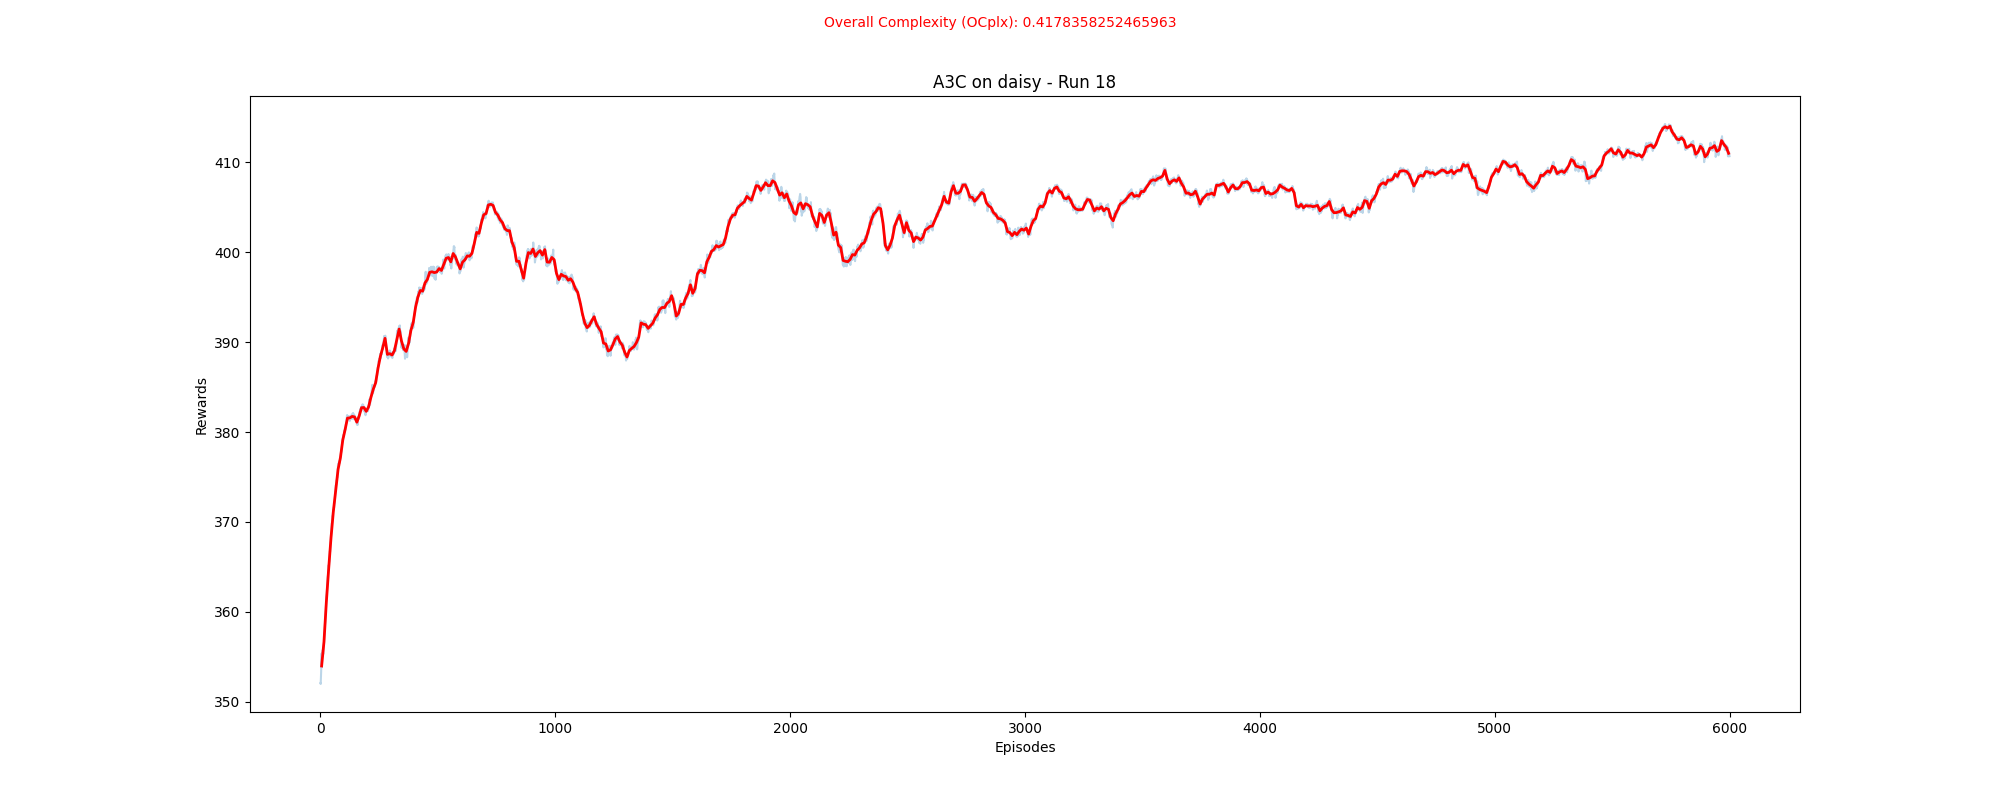 Overall Complexity (OCplx): 0.4178358252465963
A3C on daisy - Run 18
Rewards
410
400
390
380
370
360
350
0 1000 2000 3000 4000 5000 6000
Episodes